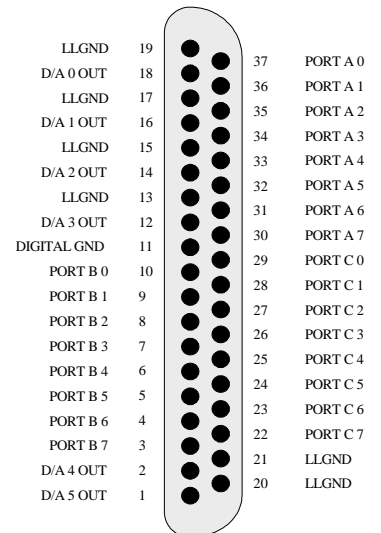 LLGND 19
D/A 0 OUT 18
LLGND 17
D/A 1 OUT 16
LLGND 15
D/A 2 OUT 14
LLGND 13
D/A 3 OUT 12
DIGITAL GND 11
PORT B 0 10
PORT B 1 9
PORT B 2 8
PORT B 3 7
PORT B 4 6
PORT B 5 5
PORT B 6 4
PORT B 7 3
D/A 4 OUT 2
D/A 5 OUT 1
37 PORT A 0
36 PORT A 1
35 PORT A 2
34 PORT A 3
33 PORT A 4
32 PORT A 5
31 PORT A 6
30 PORT A 7
29 PORT C 0
28 PORT C 1
27 PORT C 2
26 PORT C 3
25 PORT C 4
24 PORT C 5
23 PORT C 6
22 PORT C 7
21 LLGND
20 LLGND